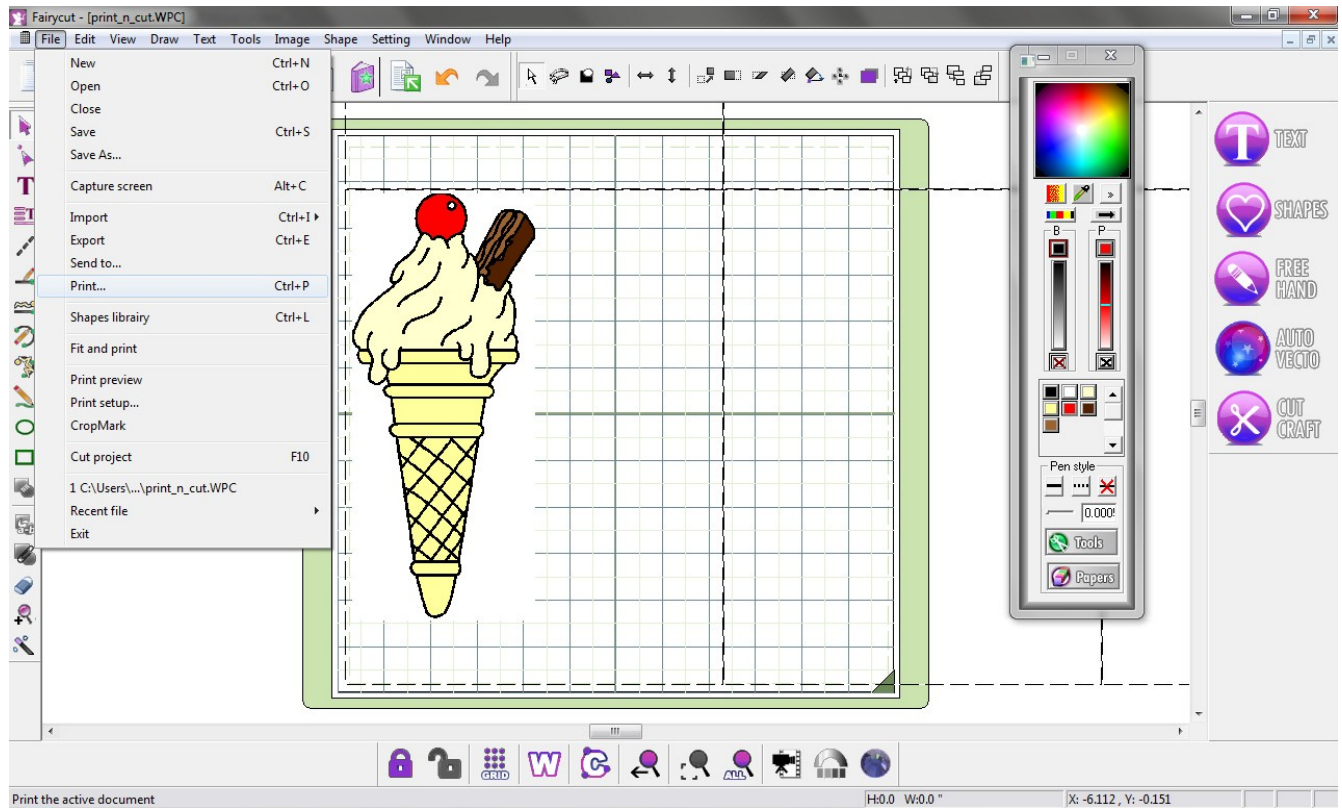 Fairycut - [print_n_cut.WPC]
File Edit View Draw Text Tools Image Shape Setting Window Help
New Ctrl+N
Open Ctrl+O
Close
Save Ctrl+S
Save As...
Capture screen Alt+C
Import Ctrl+I
Export Ctrl+E
Send to...
Print... Ctrl+P
Shapes librairy Ctrl+L
Fit and print
Print preview
Print setup...
CropMark
Cut project F10
1 C:\Users\...\print_n_cut.WPC
Recent file
Exit
T
T
B P
Pen style
0.000
Tools
Papers
T TEXT
SHAPES
FREE
HAND
AUTO
VECTO
CUT
CRAFT
GRID W C ALL
Print the active document H:0.0 W:0.0 " X: -6.112 , Y: -0.151